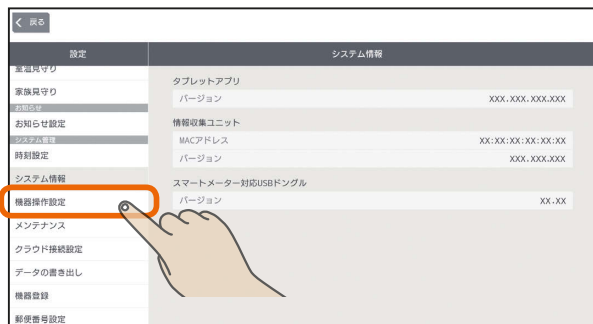 戻る
設定
システム情報
室温見守り
家族見守り
お知らせ
お知らせ設定
システム管理
時刻設定
システム情報
機器操作設定
メンテナンス
クラウド接続設定
データの書き出し
機器登録
郵便番号設定
タブレットアプリ
バージョン XXX.XXX.XXX.XXX
情報収集ユニット
MACアドレス XX:XX:XX:XX:XX:XX
バージョン XXX.XXX.XXX
スマートメーター対応USBドングル
バージョン XX.XX